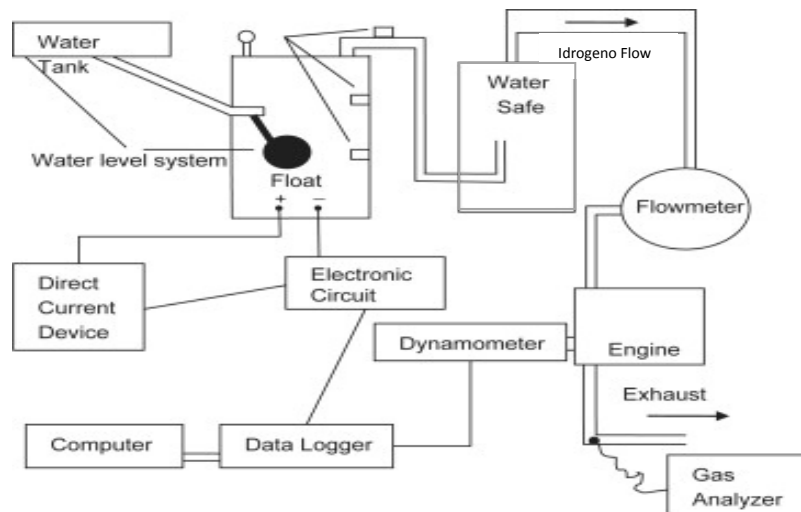 Water
Tank
Water level system
Float
+ −
Water
Safe
Idrogeno Flow
Flowmeter
Direct
Current
Device
Electronic
Circuit
Dynamometer
Engine
Exhaust
Computer
Data Logger
Gas
Analyzer